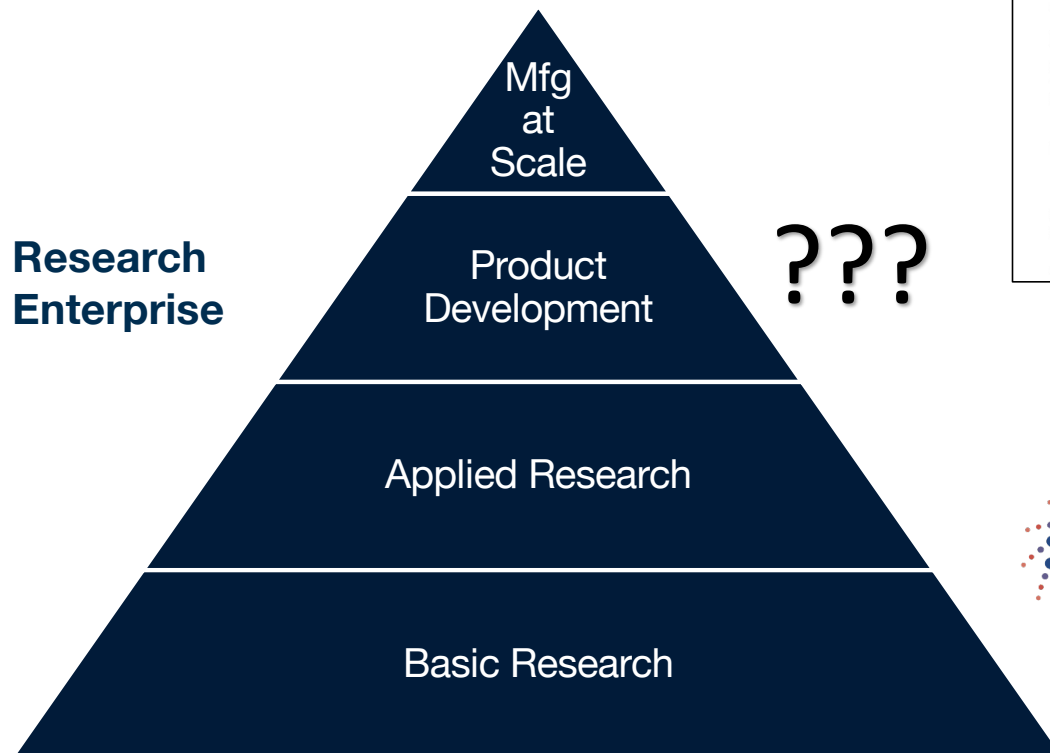 Mfg
at
Scale
Research
Enterprise
Product
Development
???
Applied Research
Basic Research